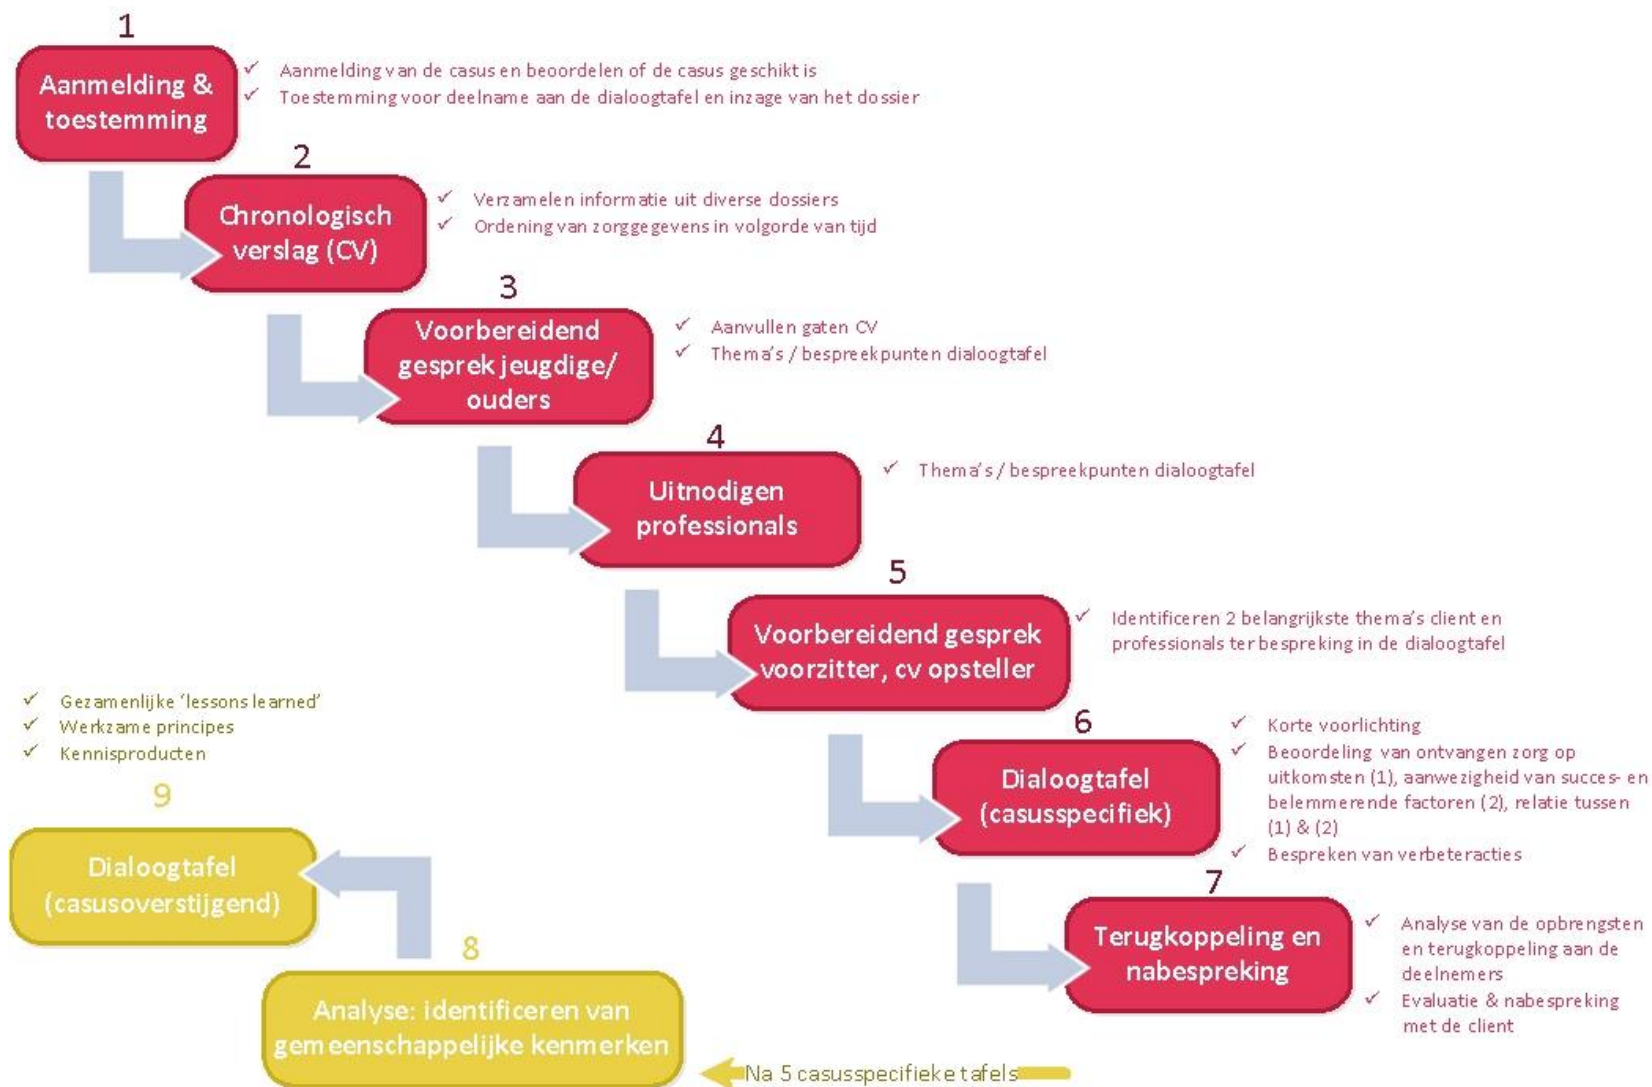 1
Aanmelding &
toestemming
✓ Aanmelding van de casus en beoordelen of de casus geschikt is
✓ Toestemming voor deelname aan de dialoogtafel en inzage van het dossier
2
Chronologisch
verslag (CV)
✓ Verzamelen informatie uit diverse dossiers
✓ Ordening van zorggegevens in volgorde van tijd
3
Voorbereidend
gesprek jeugdige/
ouders
✓ Aanvullen gaten CV
✓ Thema's / bespreekpunten dialoogtafel
4
Uitnodigen
professionals
✓ Thema's / bespreekpunten dialoogtafel
5
Voorbereidend gesprek
voorzitter, cv opsteller
✓ Identificeren 2 belangrijkste thema's client en
professionals ter bespreking in de dialoogtafel
6
Dialoogtafel
(casusspecifiek)
✓ Korte voorlichting
✓ Beoordeling van ontvangen zorg op
uitkomsten (1), aanwezigheid van succes- en
belemmerende factoren (2), relatie tussen
(1) & (2)
✓ Bespreken van verbeteracties
7
Terugkoppeling en
nabespreking
✓ Analyse van de opbrengsten
en terugkoppeling aan de
deelnemers
✓ Evaluatie & nabespreking
met de client
Na 5 casusspecifieke tafels
8
Analyse: identificeren van
gemeenschappelijke kenmerken
9
Dialoogtafel
(casusoverstijgend)
✓ Gezamenlijke 'lessons learned'
✓ Werkzame principes
✓ Kennisproducten